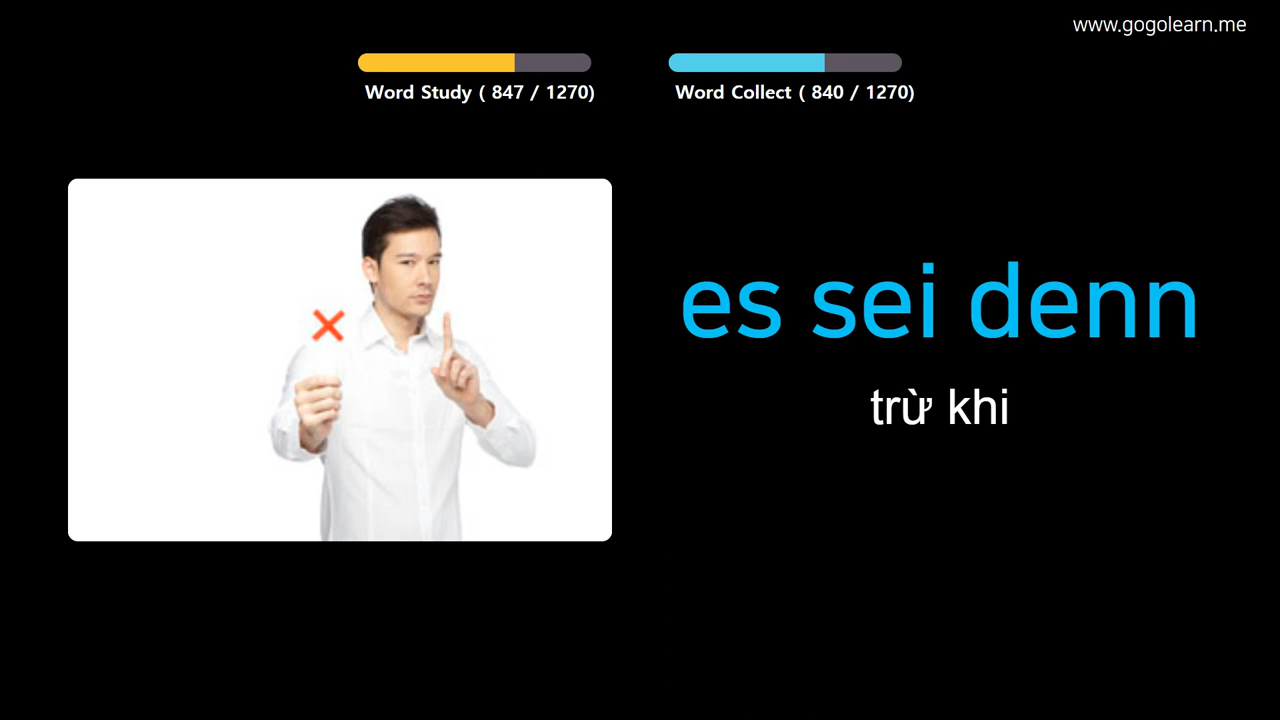 www.gogolearn.me
Word Study ( 847 / 1270)
Word Collect ( 840 / 1270)
es sei denn
trừ khi